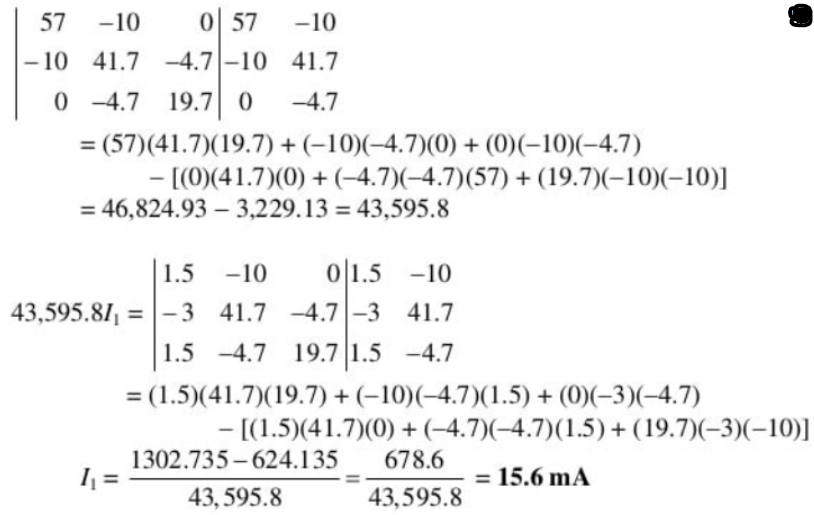 57 −10 0 57 −10
−10 41.7 −4.7 −10 41.7
0 −4.7 19.7 0 −4.7
= (57)(41.7)(19.7) + (−10)(−4.7)(0) + (0)(−10)(−4.7)
− [(0)(41.7)(0) + (−4.7)(−4.7)(57) + (19.7)(−10)(−10)]
= 46,824.93 − 3,229.13 = 43,595.8
1.5 −10 0 1.5 −10
43,595.8I₁ = −3 41.7 −4.7 −3 41.7
1.5 −4.7 19.7 1.5 −4.7
= (1.5)(41.7)(19.7) + (−10)(−4.7)(1.5) + (0)(−3)(−4.7)
− [(1.5)(41.7)(0) + (−4.7)(−4.7)(1.5) + (19.7)(−3)(−10)]
I₁ = 1302.735 − 624.135 / 43,595.8 = 678.6 / 43,595.8 = 15.6 mA